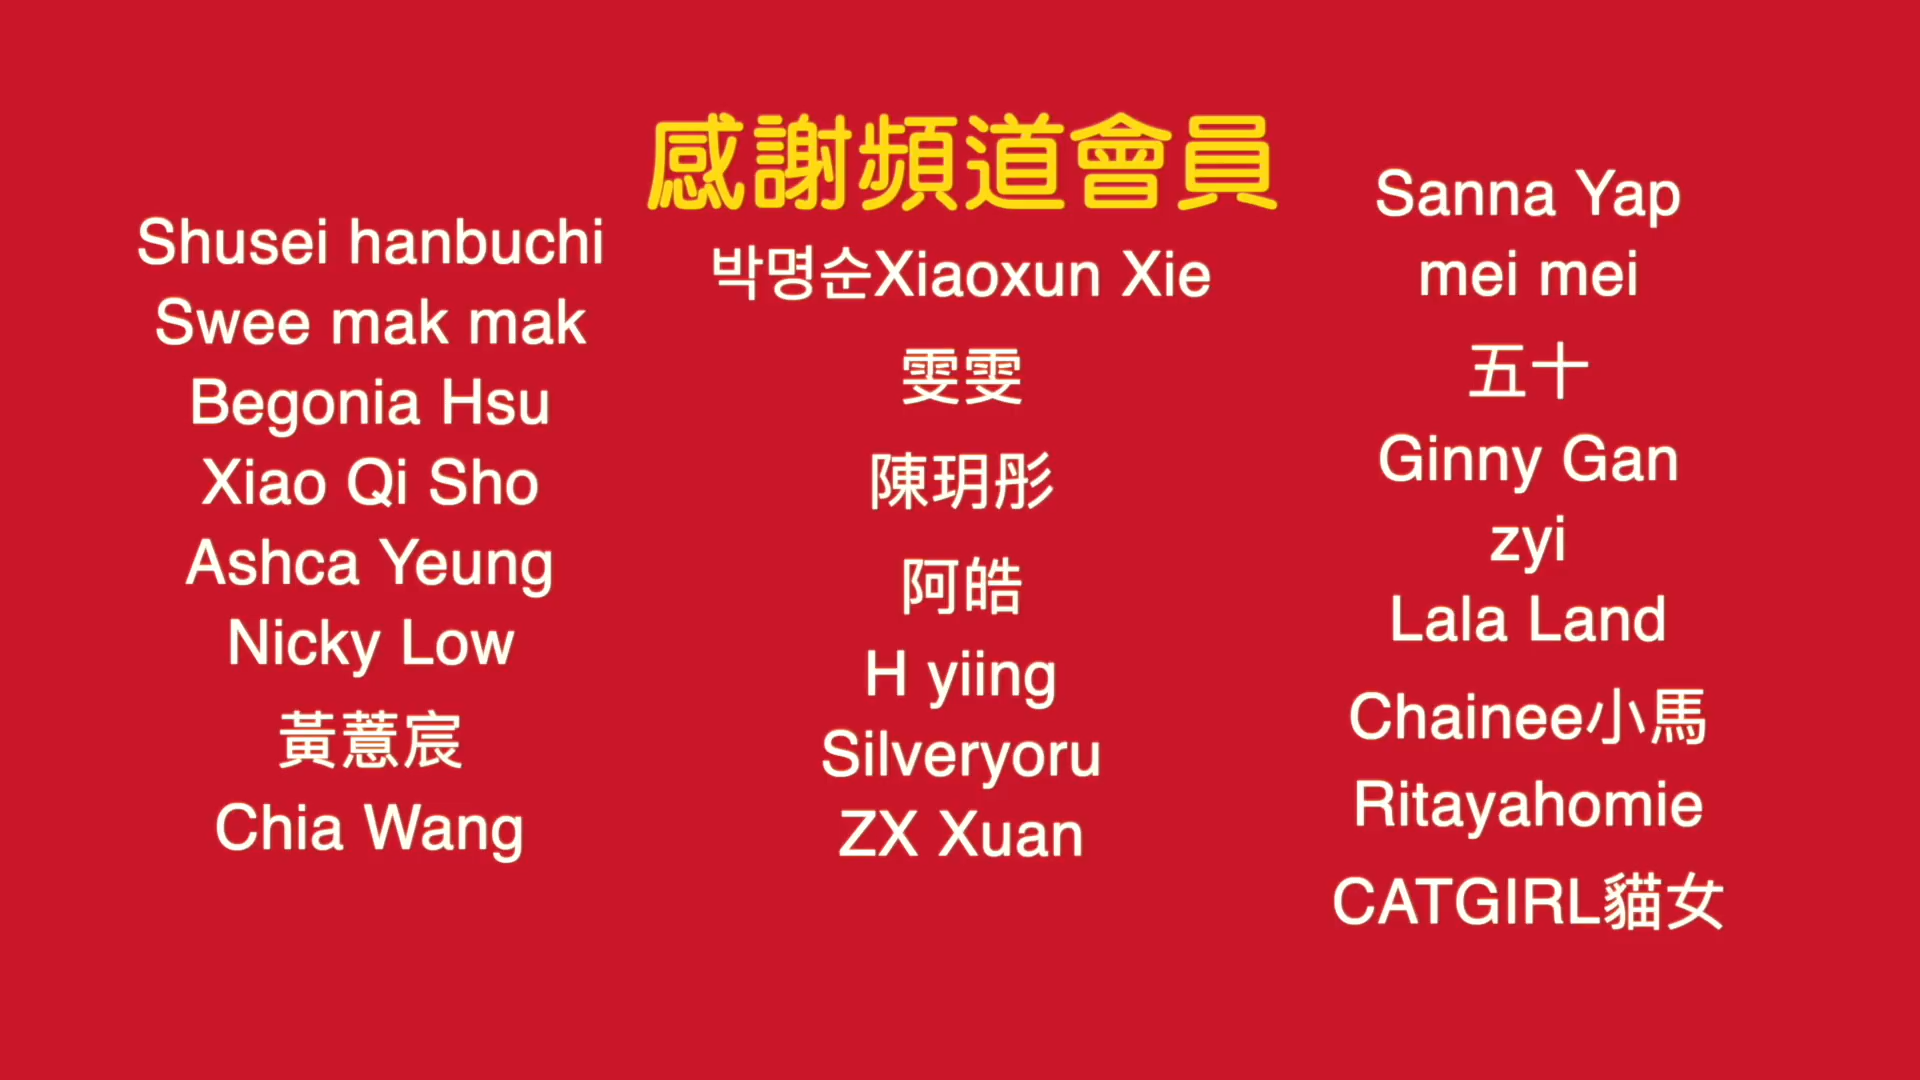 感謝頻道會員
Shusei hanbuchi
Swee mak mak
Begonia Hsu
Xiao Qi Sho
Ashca Yeung
Nicky Low
黃薏宸
Chia Wang
박명순Xiaoxun Xie
雯雯
陳玥彤
阿皓
H yiing
Silveryoru
ZX Xuan
Sanna Yap
mei mei
五十
Ginny Gan
zyi
Lala Land
Chainee小馬
Ritayahomie
CATGIRL貓女